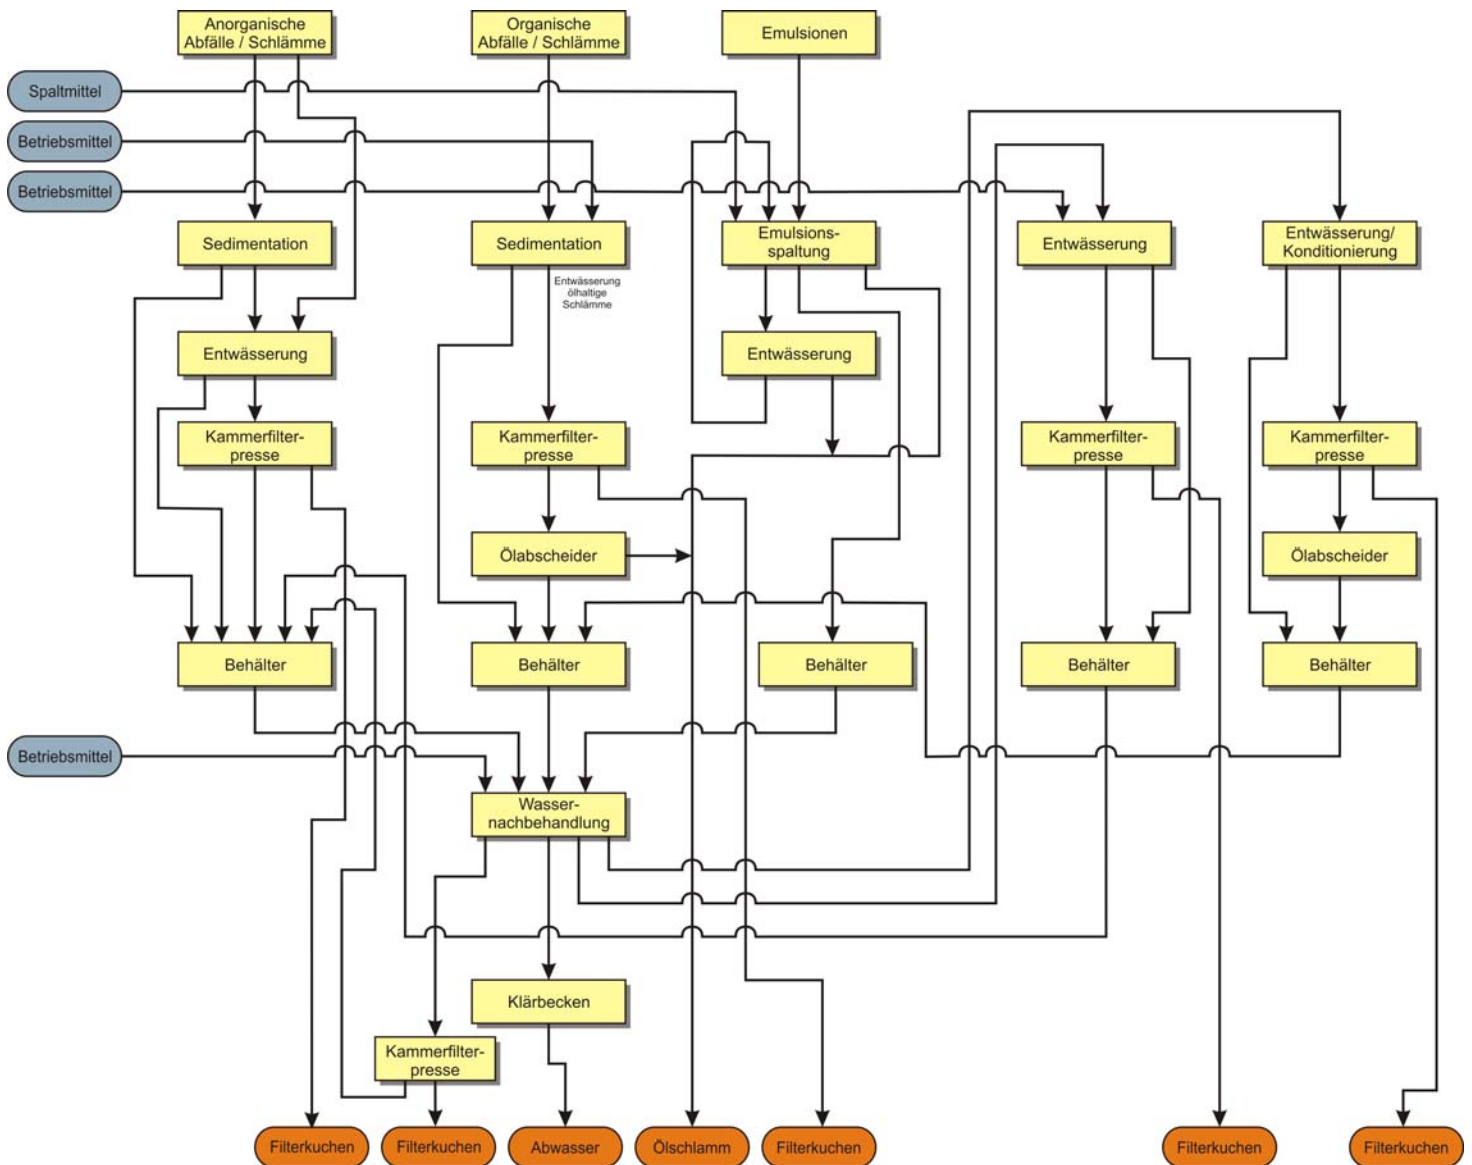 Anorganische
Abfälle / Schlämme
Organische
Abfälle / Schlämme
Emulsionen
Spaltmittel
Betriebsmittel
Betriebsmittel
Sedimentation
Sedimentation
Emulsions-
spaltung
Entwässerung
Entwässerung/
Konditionierung
Entwässerung
ölhaltige
Schlämme
Entwässerung
Entwässerung
Kammerfilter-
presse
Kammerfilter-
presse
Kammerfilter-
presse
Kammerfilter-
presse
Ölabscheider
Ölabscheider
Behälter
Behälter
Behälter
Behälter
Behälter
Betriebsmittel
Wasser-
nachbehandlung
Klärbecken
Kammerfilter-
presse
Filterkuchen
Filterkuchen
Abwasser
Ölschlamm
Filterkuchen
Filterkuchen
Filterkuchen